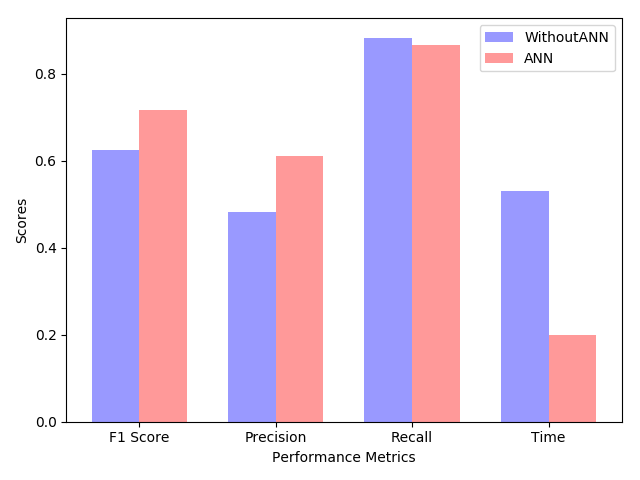 WithoutANN
ANN
0.8
0.6
0.4
0.2
0.0
Scores
F1 Score
Precision
Recall
Time
Performance Metrics